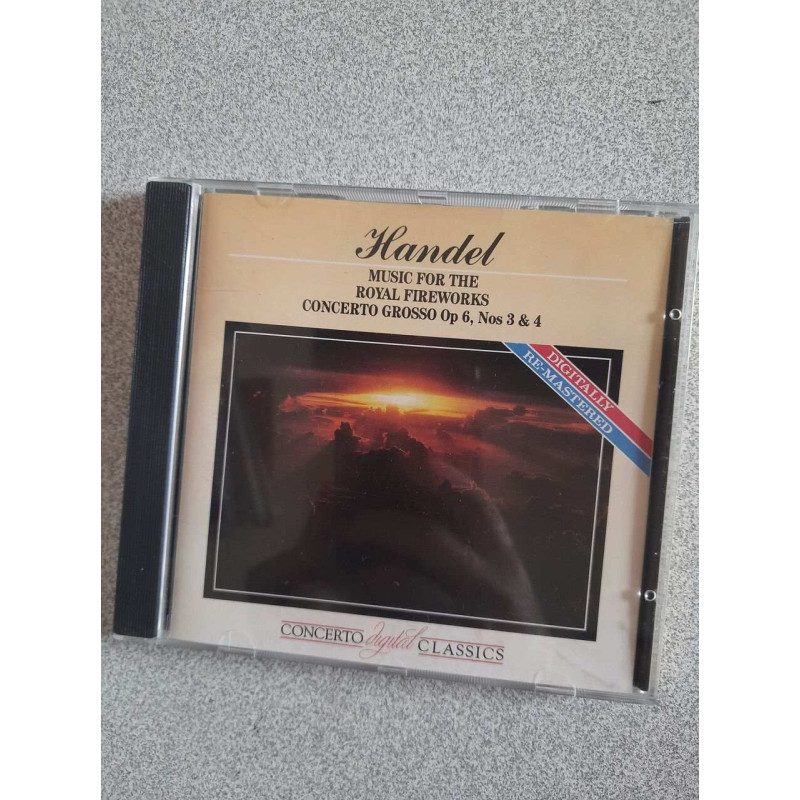 Handel
MUSIC FOR THE
ROYAL FIREWORKS
CONCERTO GROSSO Op 6, Nos 3 & 4
DIGITALLY
RE-MASTERED
CONCERTO digital CLASSICS